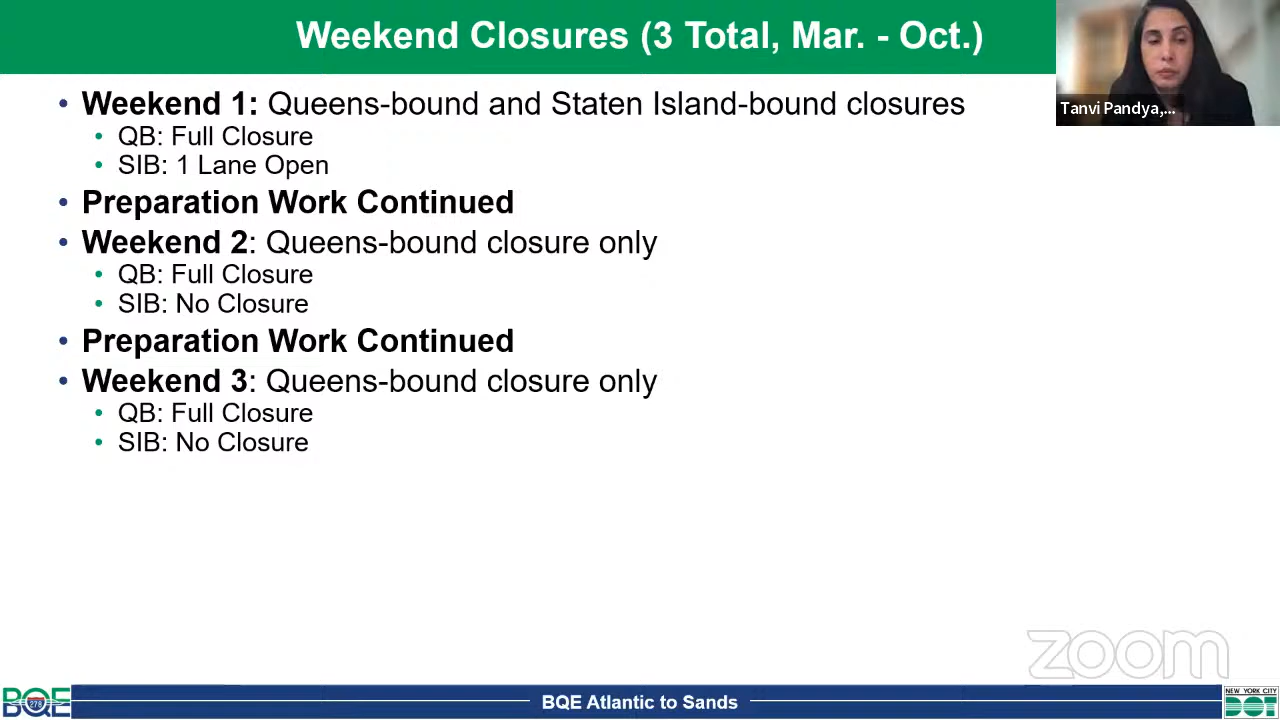 Weekend Closures (3 Total, Mar. - Oct.)
Tanvi Pandya,...
• Weekend 1: Queens-bound and Staten Island-bound closures
• QB: Full Closure
• SIB: 1 Lane Open
• Preparation Work Continued
• Weekend 2: Queens-bound closure only
• QB: Full Closure
• SIB: No Closure
• Preparation Work Continued
• Weekend 3: Queens-bound closure only
• QB: Full Closure
• SIB: No Closure
zoom
BQE
278
BQE Atlantic to Sands
NEW YORK CITY
DOT